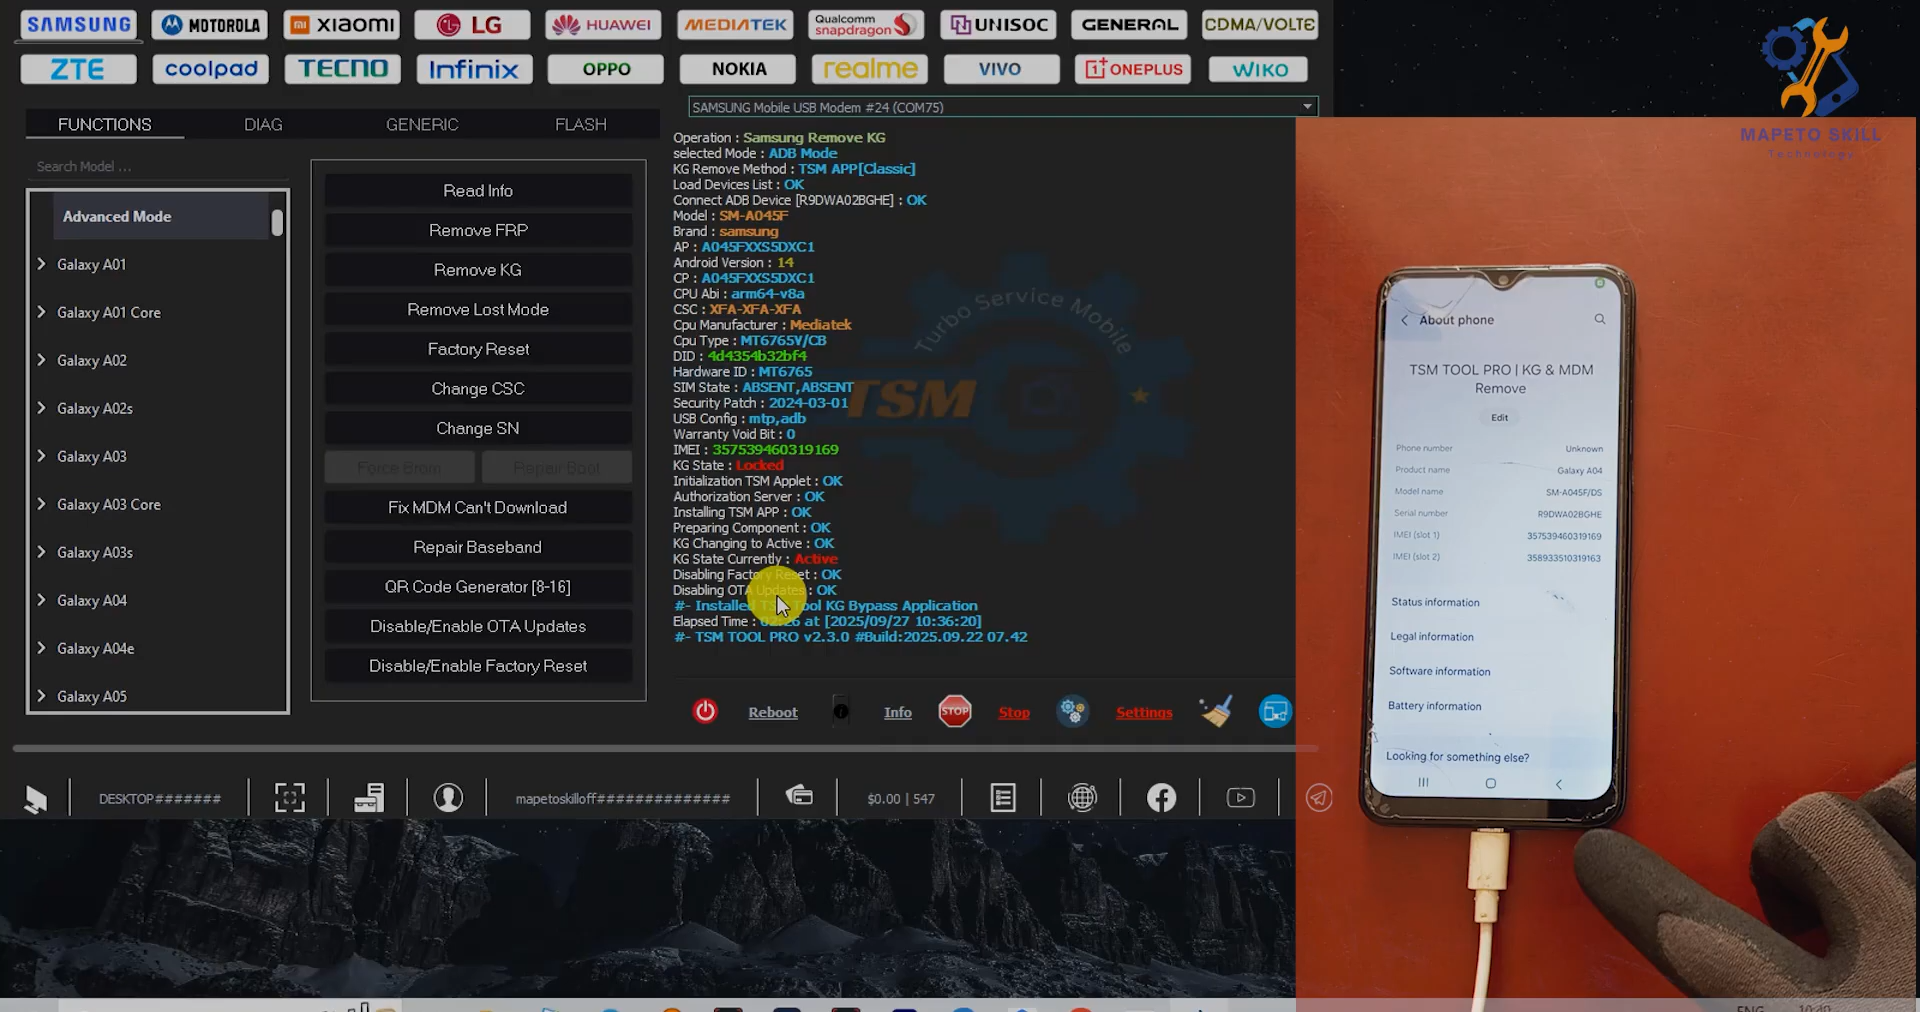 SAMSUNG
MOTOROLA
xiaomi
LG
HUAWEI
MEDIATEK
Qualcomm
snapdragon
UNISOC
GENERAL
CDMA/VOLTE
ZTE
coolpad
TECNO
Infinix
OPPO
NOKIA
realme
VIVO
ONEPLUS
WIKO
MAPETO SKILL
Technology
SAMSUNG Mobile USB Modem #24 (COM75)
FUNCTIONS
DIAG
GENERIC
FLASH
Search Model ...
Advanced Mode
Galaxy A01
Galaxy A01 Core
Galaxy A02
Galaxy A02s
Galaxy A03
Galaxy A03 Core
Galaxy A03s
Galaxy A04
Galaxy A04e
Galaxy A05
Read Info
Remove FRP
Remove KG
Remove Lost Mode
Factory Reset
Change CSC
Change SN
Force Brom
Repair Boot
Fix MDM Can't Download
Repair Baseband
QR Code Generator [8-16]
Disable/Enable OTA Updates
Disable/Enable Factory Reset
Operation : Samsung Remove KG
selected Mode : ADB Mode
KG Remove Method : TSM APP[Classic]
Load Devices List : OK
Connect ADB Device [R9DWA02BGHE] : OK
Model : SM-A045F
Brand : samsung
AP : A045FXXS5DXC1
Android Version : 14
CP : A045FXXS5DXC1
CPU Abi : arm64-v8a
CSC : XFA-XFA-XFA
Cpu Manufacturer : Mediatek
Cpu Type : MT6765V/CB
DID : 4d4354b32bf4
Hardware ID : MT6765
SIM State : ABSENT,ABSENT
Security Patch : 2024-03-01
USB Config : mtp,adb
Warranty Void Bit : 0
IMEI : 357539460319169
KG State : Locked
Initialization TSM Applet : OK
Authorization Server : OK
Installing TSM APP : OK
Preparing Component : OK
KG Changing to Active : OK
KG State Currently : Active
Disabling Factory Reset : OK
Disabling OTA Updates : OK
#- Installed TSM Tool KG Bypass Application
Elapsed Time : 02:26 at [2025/09/27 10:36:20]
#- TSM TOOL PRO v2.3.0 #Build:2025.09.22 07.42
Turbo Service Mobile
TSM
Reboot
Info
STOP
Stop
Settings
DESKTOP#######
mapetoskilloff##############
$0.00 | 547
About phone
TSM TOOL PRO | KG & MDM
Remove
Edit
Phone number Unknown
Product name Galaxy A04
Model name SM-A045F/DS
Serial number R9DWA02BGHE
IMEI (slot 1) 357539460319169
IMEI (slot 2) 358933510319163
Status information
Legal information
Software information
Battery information
Looking for something else?